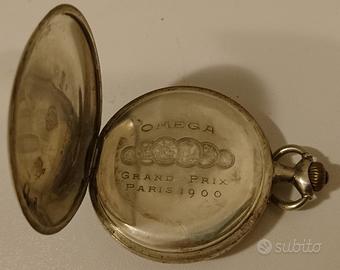 OMEGA
GRAND PRIX
PARIS 1900
subito